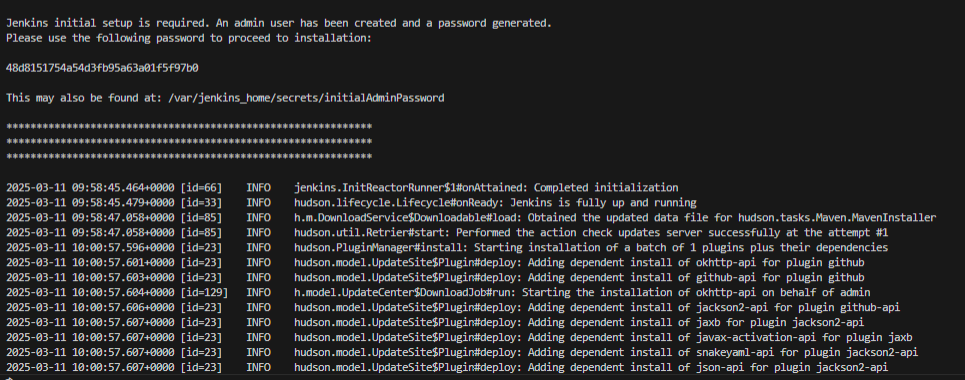 Jenkins initial setup is required. An admin user has been created and a password generated.
Please use the following password to proceed to installation:
48d8151754a54d3fb95a63a01f5f97b0
This may also be found at: /var/jenkins_home/secrets/initialAdminPassword
*************************************************************
*************************************************************
*************************************************************
2025-03-11 09:58:45.464+0000 [id=66] INFO jenkins.InitReactorRunner$1#onAttained: Completed initialization
2025-03-11 09:58:45.479+0000 [id=33] INFO hudson.lifecycle.Lifecycle#onReady: Jenkins is fully up and running
2025-03-11 09:58:47.058+0000 [id=85] INFO h.m.DownloadService$Downloadable#load: Obtained the updated data file for hudson.tasks.Maven.MavenInstaller
2025-03-11 09:58:47.058+0000 [id=85] INFO hudson.util.Retrier#start: Performed the action check updates server successfully at the attempt #1
2025-03-11 10:00:57.596+0000 [id=23] INFO hudson.PluginManager#install: Starting installation of a batch of 1 plugins plus their dependencies
2025-03-11 10:00:57.601+0000 [id=23] INFO hudson.model.UpdateSite$Plugin#deploy: Adding dependent install of okhttp-api for plugin github
2025-03-11 10:00:57.603+0000 [id=23] INFO hudson.model.UpdateSite$Plugin#deploy: Adding dependent install of github-api for plugin github
2025-03-11 10:00:57.604+0000 [id=129] INFO h.model.UpdateCenter$DownloadJob#run: Starting the installation of okhttp-api on behalf of admin
2025-03-11 10:00:57.606+0000 [id=23] INFO hudson.model.UpdateSite$Plugin#deploy: Adding dependent install of jackson2-api for plugin github-api
2025-03-11 10:00:57.607+0000 [id=23] INFO hudson.model.UpdateSite$Plugin#deploy: Adding dependent install of jaxb for plugin jackson2-api
2025-03-11 10:00:57.607+0000 [id=23] INFO hudson.model.UpdateSite$Plugin#deploy: Adding dependent install of javax-activation-api for plugin jaxb
2025-03-11 10:00:57.607+0000 [id=23] INFO hudson.model.UpdateSite$Plugin#deploy: Adding dependent install of snakeyaml-api for plugin jackson2-api
2025-03-11 10:00:57.607+0000 [id=23] INFO hudson.model.UpdateSite$Plugin#deploy: Adding dependent install of json-api for plugin jackson2-api